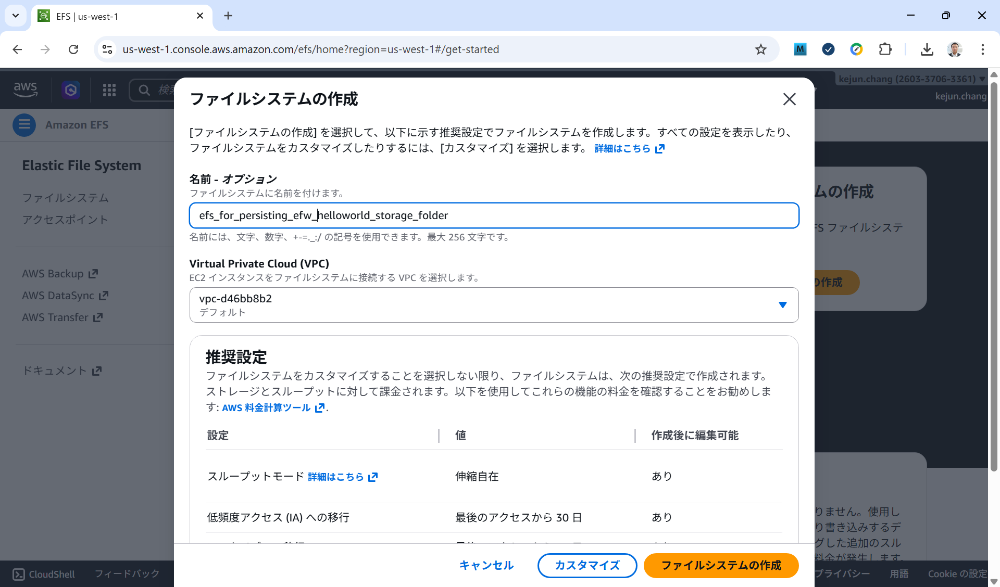 EFS | us-west-1
us-west-1.console.aws.amazon.com/efs/home?region=us-west-1#/get-started
M
aws
検索
kejun.chang (2603-3706-3361)
kejun.chang
Amazon EFS
Elastic File System
ファイルシステム
アクセスポイント
AWS Backup
AWS DataSync
AWS Transfer
ドキュメント
ファイルシステムの作成
[ファイルシステムの作成] を選択して、以下に示す推奨設定でファイルシステムを作成します。すべての設定を表示したり、
ファイルシステムをカスタマイズしたりするには、[カスタマイズ] を選択します。 詳細はこちら
名前 - オプション
ファイルシステムに名前を付けます。
efs_for_persisting_efw_helloworld_storage_folder
名前には、文字、数字、+-=._:/ の記号を使用できます。最大 256 文字です。
Virtual Private Cloud (VPC)
EC2 インスタンスをファイルシステムに接続する VPC を選択します。
vpc-d46bb8b2
デフォルト
推奨設定
ファイルシステムをカスタマイズすることを選択しない限り、ファイルシステムは、次の推奨設定で作成されます。
ストレージとスループットに対して課金されます。以下を使用してこれらの機能の料金を確認することをお勧めしま
す: AWS 料金計算ツール .
設定 値 作成後に編集可能
スループットモード 詳細はこちら 伸縮自在 あり
低頻度アクセス (IA) への移行 最後のアクセスから 30 日 あり
キャンセル カスタマイズ ファイルシステムの作成
ムの作成
FS ファイルシステ
の作成
りません。使用し
り書き込みするデ
グした追加のスル
料金が発生します。
CloudShell フィードバック
プライバシー 用語 Cookie の設定